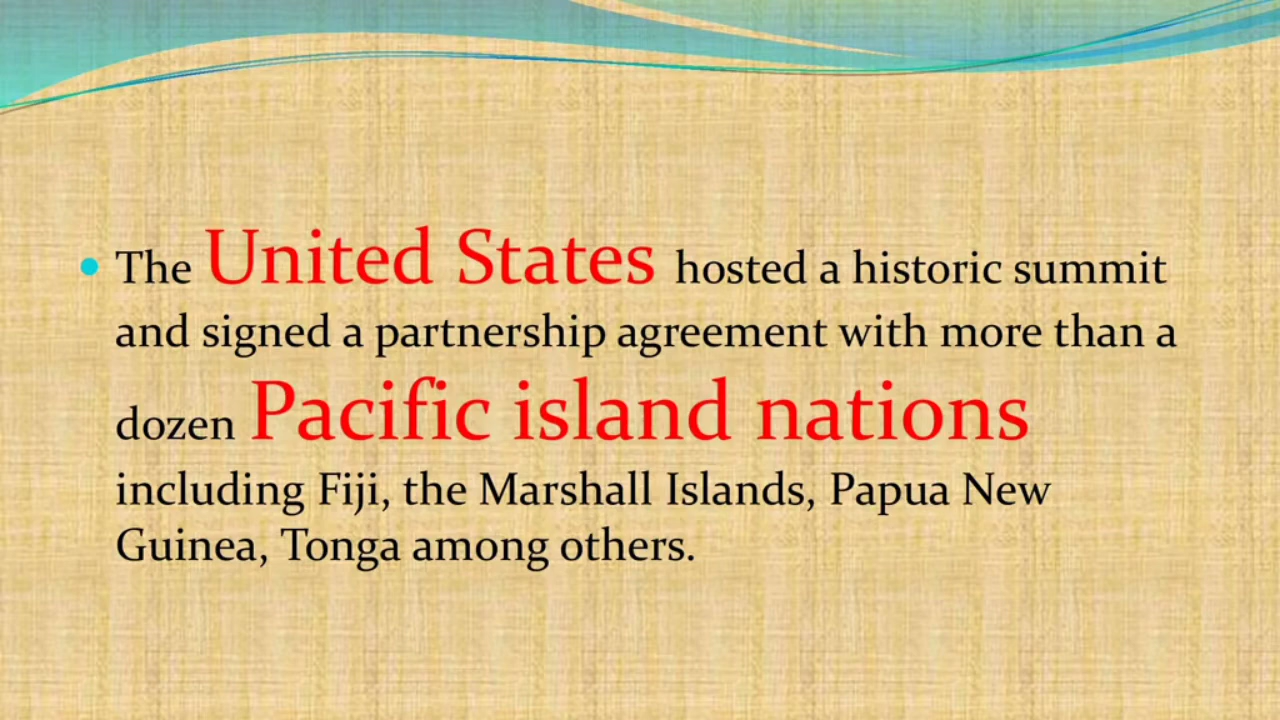 The United States hosted a historic summit
and signed a partnership agreement with more than a
dozen Pacific island nations
including Fiji, the Marshall Islands, Papua New
Guinea, Tonga among others.